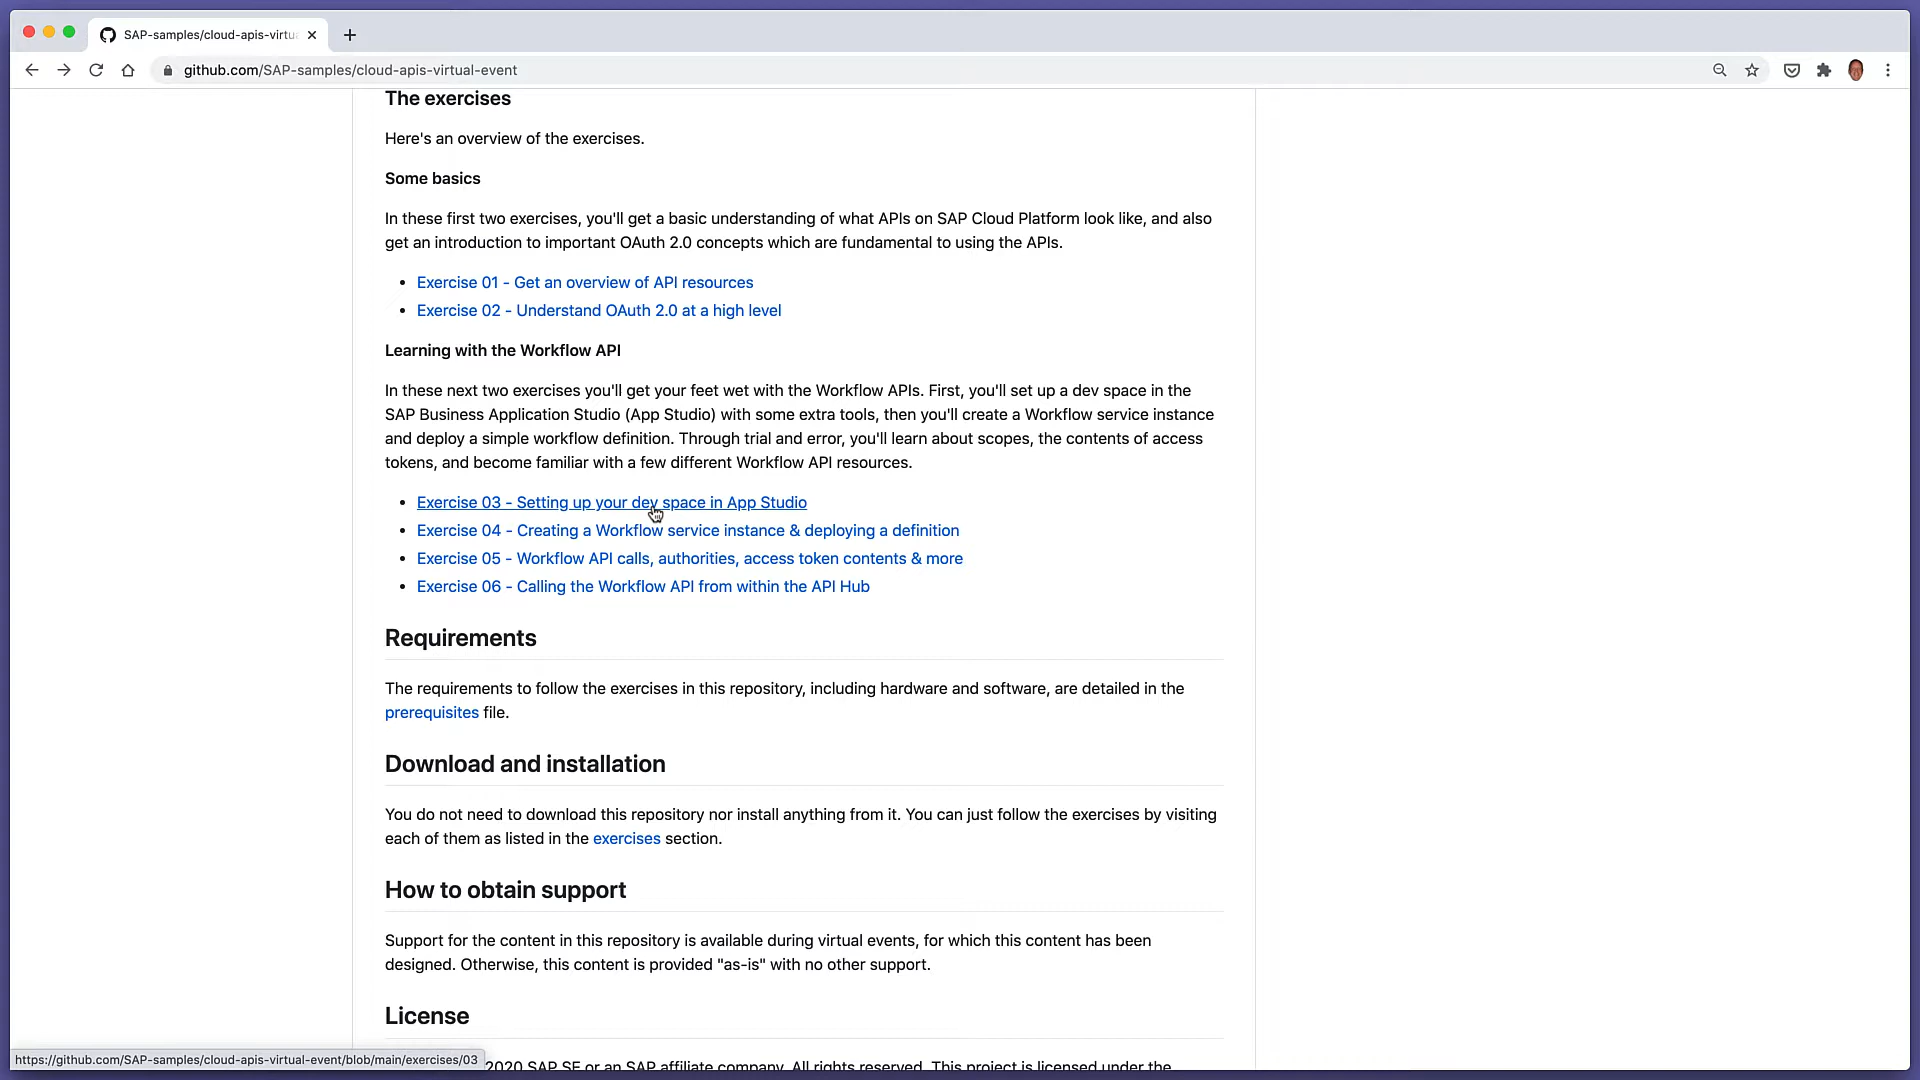 SAP-samples/cloud-apis-virtu
github.com/SAP-samples/cloud-apis-virtual-event
The exercises
Here's an overview of the exercises.
Some basics
In these first two exercises, you'll get a basic understanding of what APIs on SAP Cloud Platform look like, and also
get an introduction to important OAuth 2.0 concepts which are fundamental to using the APIs.
• Exercise 01 - Get an overview of API resources
• Exercise 02 - Understand OAuth 2.0 at a high level
Learning with the Workflow API
In these next two exercises you'll get your feet wet with the Workflow APIs. First, you'll set up a dev space in the
SAP Business Application Studio (App Studio) with some extra tools, then you'll create a Workflow service instance
and deploy a simple workflow definition. Through trial and error, you'll learn about scopes, the contents of access
tokens, and become familiar with a few different Workflow API resources.
• Exercise 03 - Setting up your dev space in App Studio
• Exercise 04 - Creating a Workflow service instance & deploying a definition
• Exercise 05 - Workflow API calls, authorities, access token contents & more
• Exercise 06 - Calling the Workflow API from within the API Hub
Requirements
The requirements to follow the exercises in this repository, including hardware and software, are detailed in the
prerequisites file.
Download and installation
You do not need to download this repository nor install anything from it. You can just follow the exercises by visiting
each of them as listed in the exercises section.
How to obtain support
Support for the content in this repository is available during virtual events, for which this content has been
designed. Otherwise, this content is provided "as-is" with no other support.
License
2020 SAP SE or an SAP affiliate company. All rights reserved. This project is licensed under the
https://github.com/SAP-samples/cloud-apis-virtual-event/blob/main/exercises/03